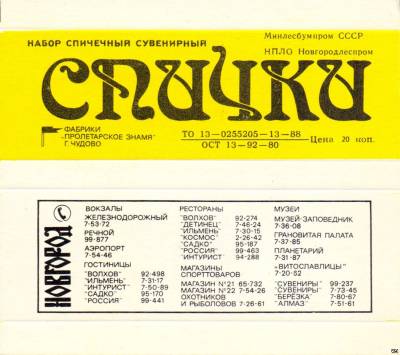 НАБОР СПИЧЕЧНЫЙ СУВЕНИРНЫЙ
Минлесбумпром СССР
НПЛО Новгородлеспром
СПИЧКИ
ФАБРИКИ
"ПРОЛЕТАРСКОЕ ЗНАМЯ"
Г. ЧУДОВО
ТО 13—0255205—13—88
ОСТ 13—92—80
Цена 20 коп.
НОВГОРОД
ВОКЗАЛЫ
ЖЕЛЕЗНОДОРОЖНЫЙ
7-53-72
РЕЧНОЙ
99-877
АЭРОПОРТ
7-54-46
ГОСТИНИЦЫ
"ВОЛХОВ" 92-498
"ИЛЬМЕНЬ" 7-31-17
"ИНТУРИСТ" 7-50-89
"САДКО" 95-170
"РОССИЯ" 99-441
РЕСТОРАНЫ
"ВОЛХОВ" 92-274
"ДЕТИНЕЦ" 7-46-24
"ИЛЬМЕНЬ" 7-30-15
"КОСМОС" 2-26-42
"САДКО" 95-187
"РОССИЯ" 99-463
"ИНТУРИСТ" 94-288
МАГАЗИНЫ
СПОРТТОВАРОВ
МАГАЗИН №21 65-732
МАГАЗИН №22 7-54-26
ОХОТНИКОВ
И РЫБОЛОВОВ 7-26-61
МУЗЕИ
МУЗЕЙ-ЗАПОВЕДНИК
7-36-08
ГРАНОВИТАЯ ПАЛАТА
7-37-85
ПЛАНЕТАРИЙ
7-31-87
«ВИТОСЛАВЛИЦЫ»
7-20-52
"СУВЕНИРЫ" 99-237
"СУВЕНИРЫ" 7-73-45
"БЕРЕЗКА" 7-80-67
"АЛМАЗ" 7-51-61